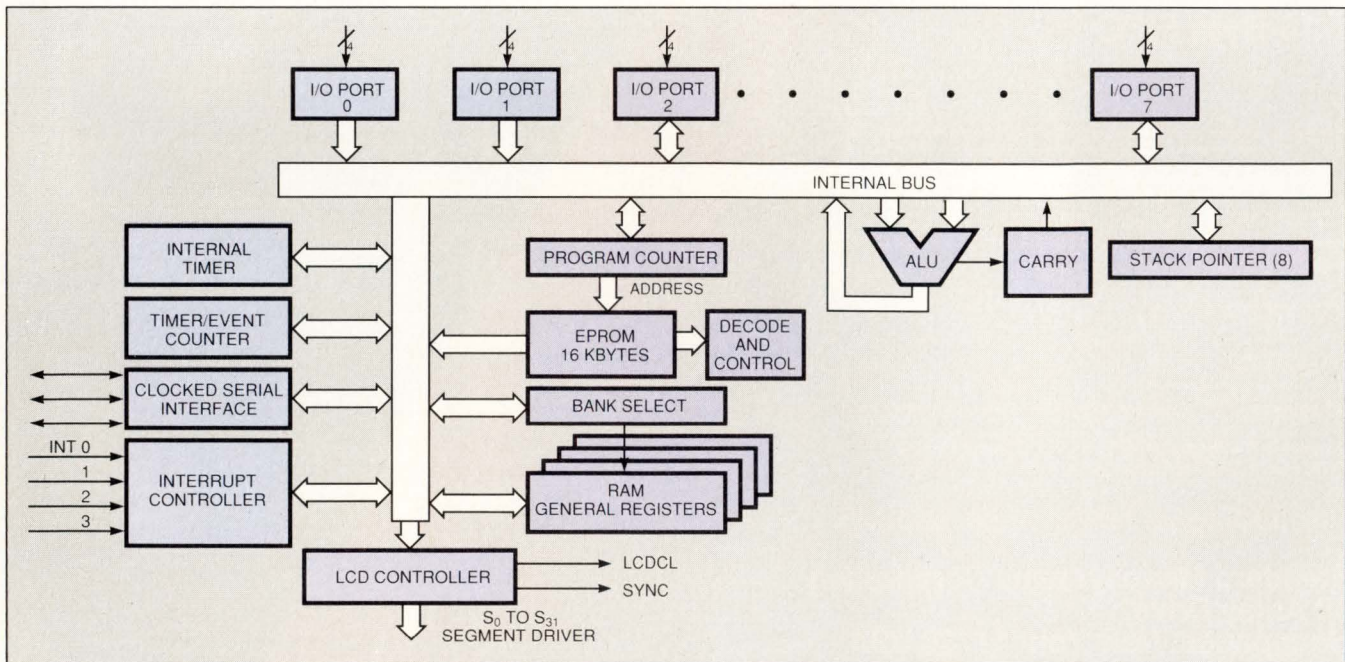 4
4
4
4
I/O PORT
0
I/O PORT
1
I/O PORT
2
I/O PORT
7
INTERNAL BUS
INTERNAL
TIMER
PROGRAM COUNTER
ALU
CARRY
STACK POINTER (8)
ADDRESS
TIMER/EVENT
COUNTER
EPROM
16 KBYTES
DECODE
AND
CONTROL
CLOCKED SERIAL
INTERFACE
BANK SELECT
INT 0
1
2
3
INTERRUPT
CONTROLLER
RAM
GENERAL REGISTERS
LCD CONTROLLER
LCDCL
SYNC
S₀ TO S₃₁
SEGMENT DRIVER